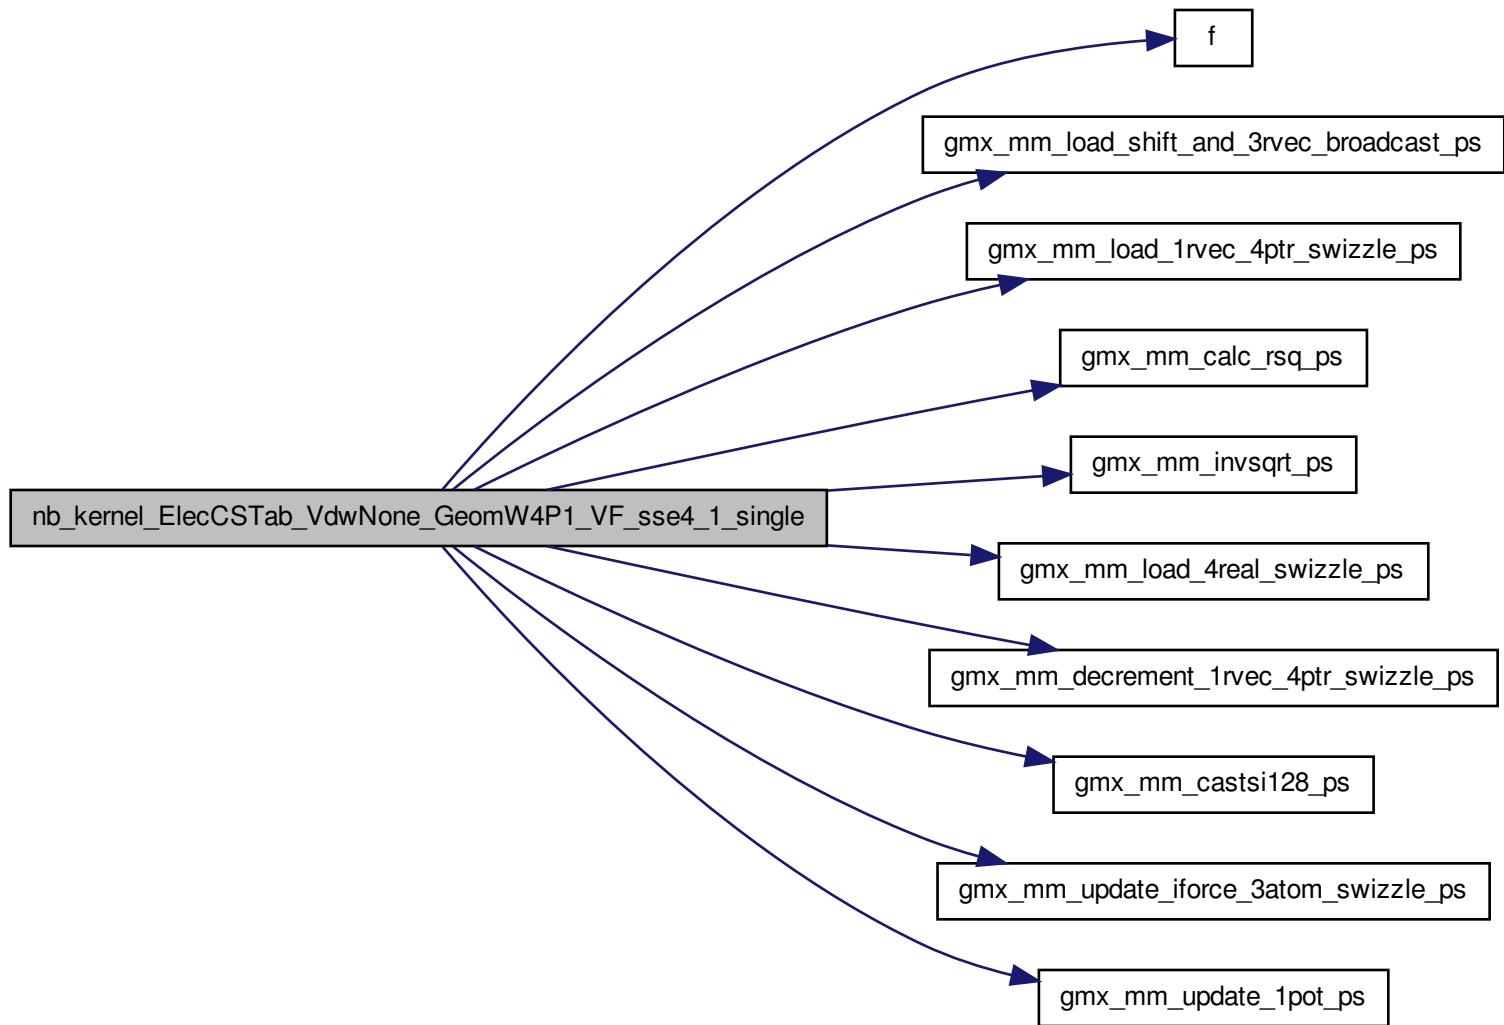 f
gmx_mm_load_shift_and_3rvec_broadcast_ps
gmx_mm_load_1rvec_4ptr_swizzle_ps
gmx_mm_calc_rsq_ps
gmx_mm_invsqrt_ps
nb_kernel_ElecCSTab_VdwNone_GeomW4P1_VF_sse4_1_single
gmx_mm_load_4real_swizzle_ps
gmx_mm_decrement_1rvec_4ptr_swizzle_ps
gmx_mm_castsi128_ps
gmx_mm_update_iforce_3atom_swizzle_ps
gmx_mm_update_1pot_ps